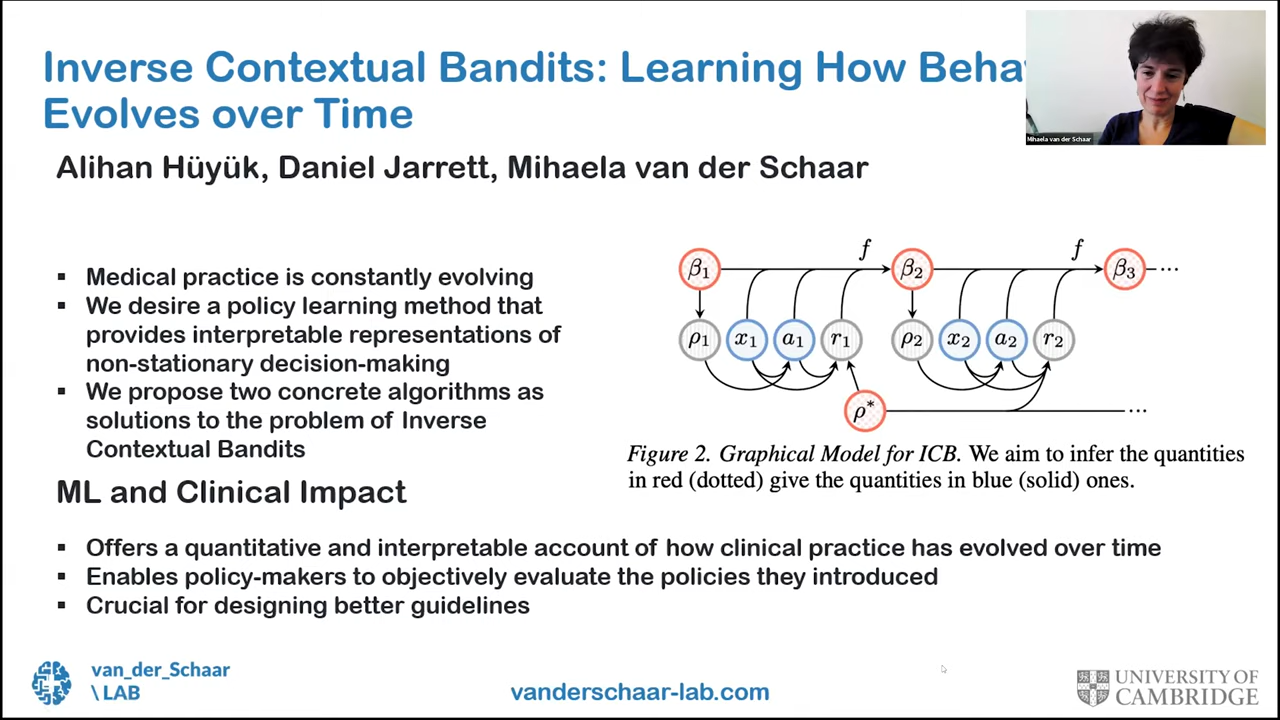 Inverse Contextual Bandits: Learning How Beha
Evolves over Time
Mihaela van der Schaar
Alihan Hüyük, Daniel Jarrett, Mihaela van der Schaar
▪ Medical practice is constantly evolving
▪ We desire a policy learning method that
provides interpretable representations of
non-stationary decision-making
▪ We propose two concrete algorithms as
solutions to the problem of Inverse
Contextual Bandits
f f
β1 β2 β3 ...
ρ1 x1 a1 r1 ρ2 x2 a2 r2
ρ* ...
Figure 2. Graphical Model for ICB. We aim to infer the quantities
in red (dotted) give the quantities in blue (solid) ones.
ML and Clinical Impact
▪ Offers a quantitative and interpretable account of how clinical practice has evolved over time
▪ Enables policy-makers to objectively evaluate the policies they introduced
▪ Crucial for designing better guidelines
van_der_Schaar
\ LAB
vanderschaar-lab.com
UNIVERSITY OF
CAMBRIDGE